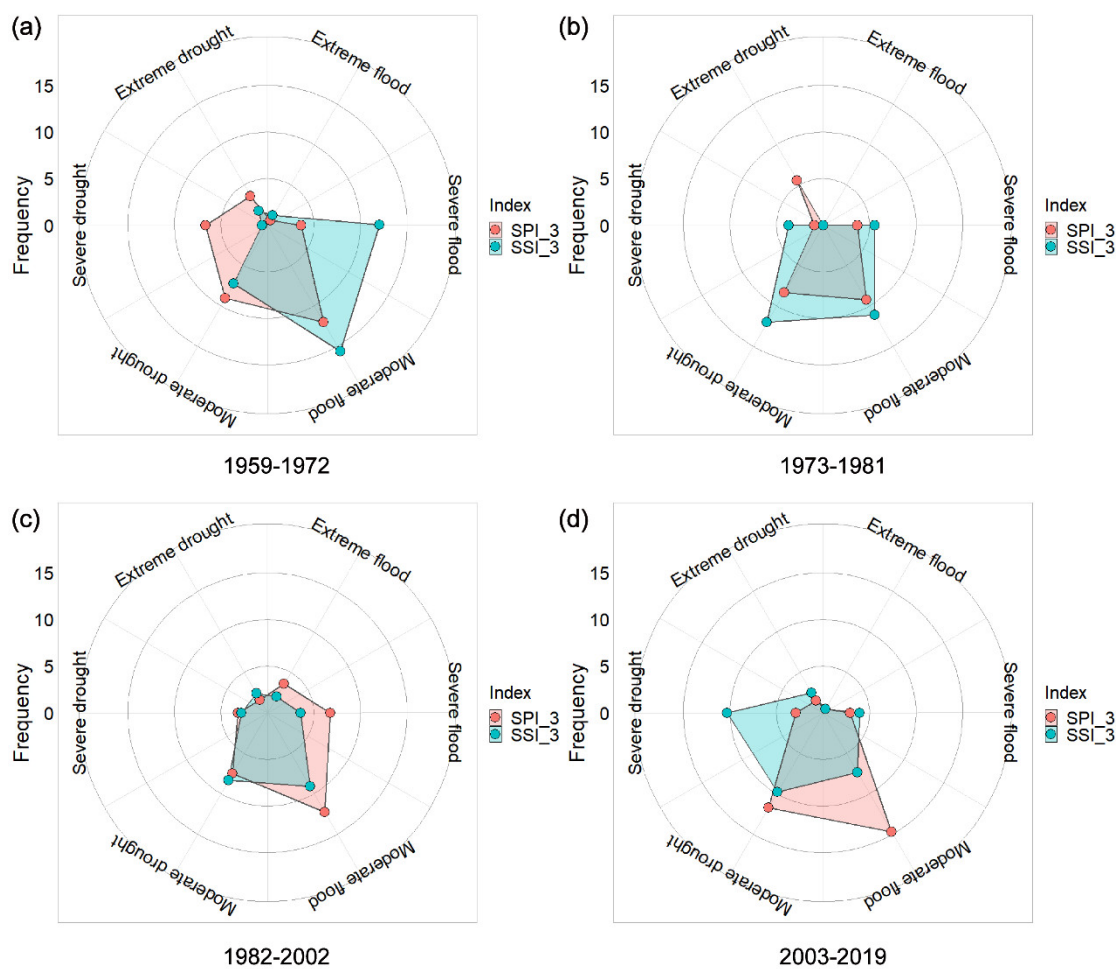 (a)
Extreme drought
Extreme flood
15
10
5
0
Frequency
Severe drought
Severe flood
Moderate drought
Moderate flood
Index
SPI_3
SSI_3
1959-1972
(b)
Extreme drought
Extreme flood
15
10
5
0
Frequency
Severe drought
Severe flood
Moderate drought
Moderate flood
Index
SPI_3
SSI_3
1973-1981
(c)
Extreme drought
Extreme flood
15
10
5
0
Frequency
Severe drought
Severe flood
Moderate drought
Moderate flood
Index
SPI_3
SSI_3
1982-2002
(d)
Extreme drought
Extreme flood
15
10
5
0
Frequency
Severe drought
Severe flood
Moderate drought
Moderate flood
Index
SPI_3
SSI_3
2003-2019